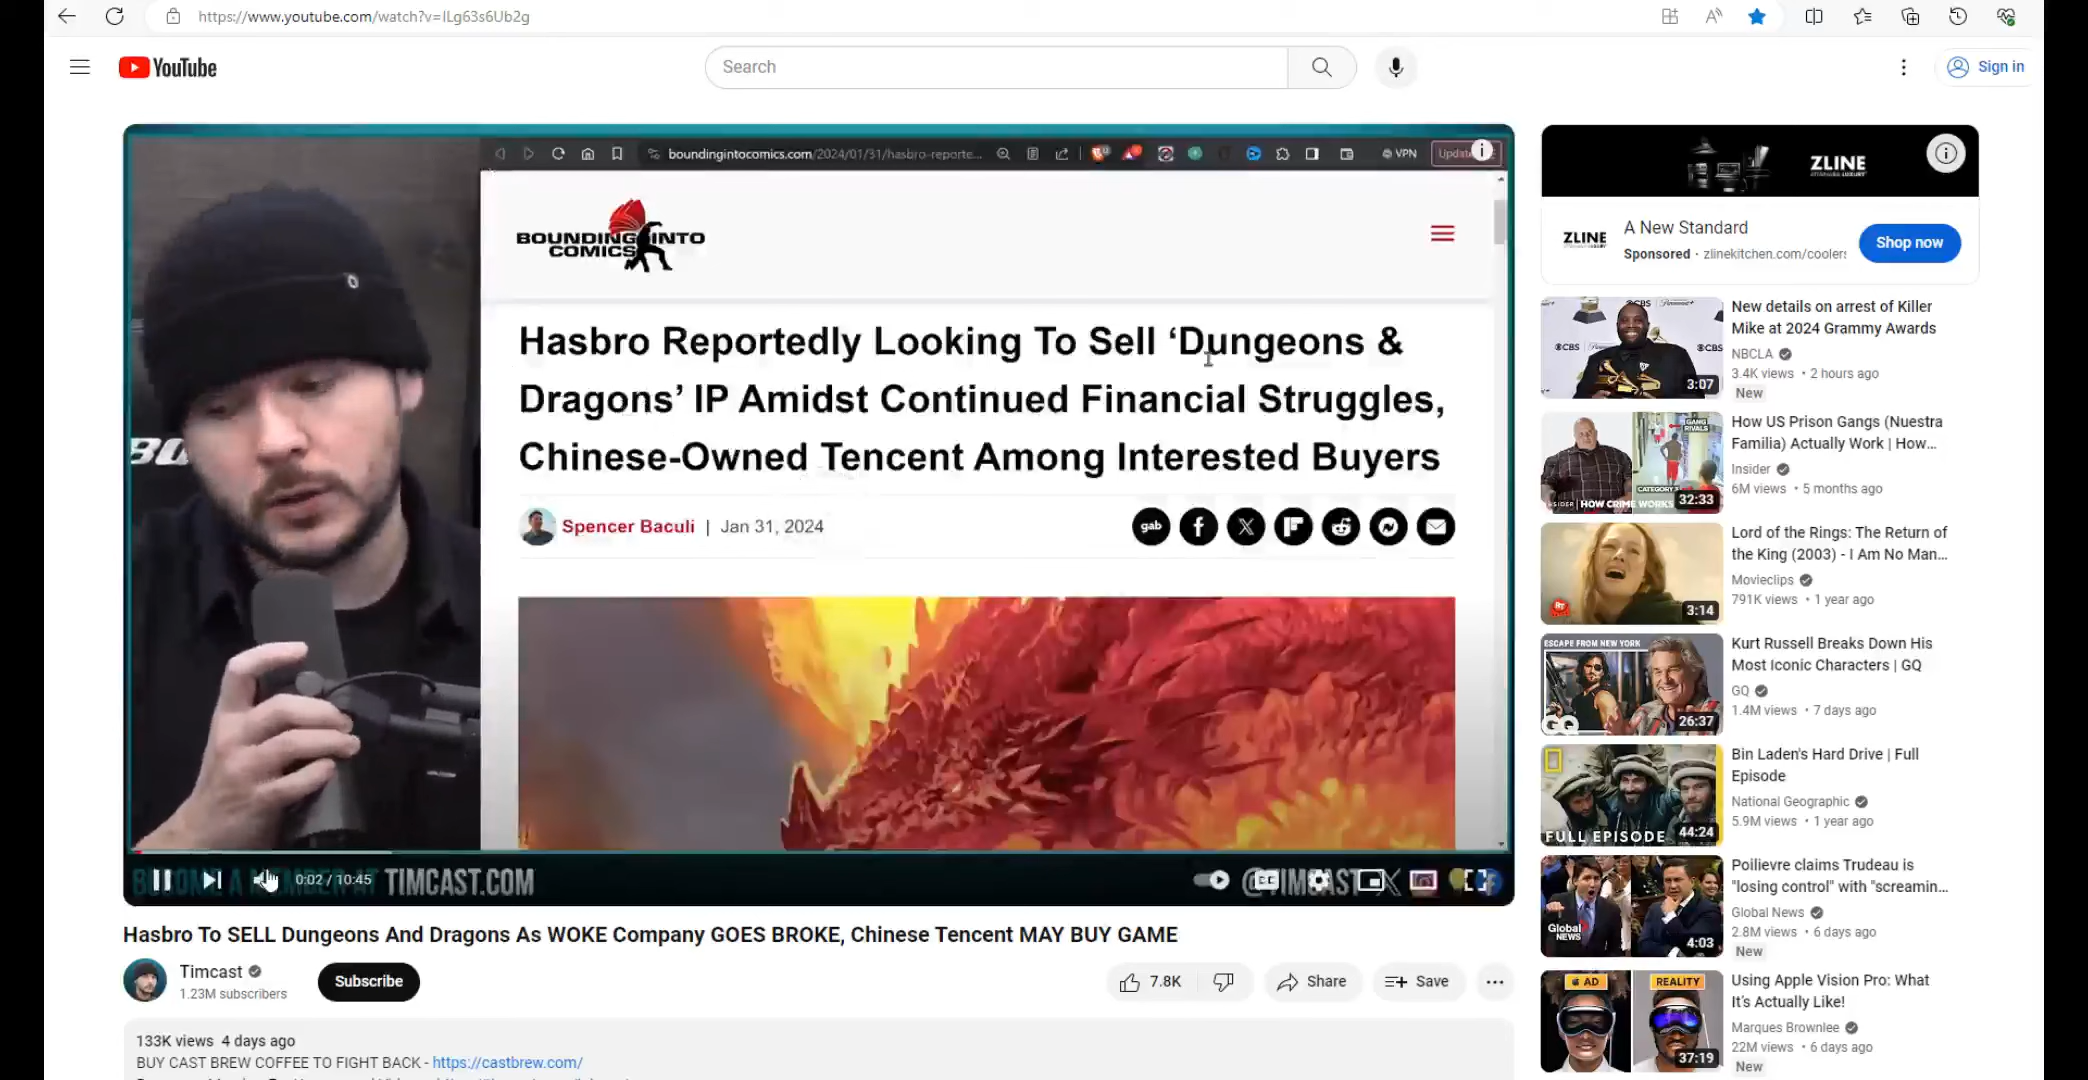 https://www.youtube.com/watch?v=ILg63s6Ub2g
YouTube
Search
Sign in
boundingintocomics.com/2024/01/31/hasbro-reporte...
VPN
BOUNDING INTO
COMICS
Hasbro Reportedly Looking To Sell ‘Dungeons &
Dragons’ IP Amidst Continued Financial Struggles,
Chinese-Owned Tencent Among Interested Buyers
Spencer Baculi | Jan 31, 2024
gab
0:02 / 10:45
TIMCAST.COM
Hasbro To SELL Dungeons And Dragons As WOKE Company GOES BROKE, Chinese Tencent MAY BUY GAME
Timcast
1.23M subscribers
Subscribe
7.8K
Share
Save
133K views 4 days ago
BUY CAST BREW COFFEE TO FIGHT BACK - https://castbrew.com/
ZLINE
ATTAINABLE LUXURY
ZLINE
A New Standard
Sponsored · zlinekitchen.com/coolers
Shop now
CBS
3:07
New details on arrest of Killer
Mike at 2024 Grammy Awards
NBCLA
3.4K views • 2 hours ago
New
GANG
RIVALS
HOW CRIME WORKS
32:33
How US Prison Gangs (Nuestra
Familia) Actually Work | How...
Insider
6M views • 5 months ago
3:14
Lord of the Rings: The Return of
the King (2003) - I Am No Man...
Movieclips
791K views • 1 year ago
ESCAPE FROM NEW YORK
GQ
26:37
Kurt Russell Breaks Down His
Most Iconic Characters | GQ
GQ
1.4M views • 7 days ago
FULL EPISODE
44:24
Bin Laden's Hard Drive | Full
Episode
National Geographic
5.9M views • 1 year ago
Global
NEWS
4:03
Poilievre claims Trudeau is
"losing control" with "screamin...
Global News
2.8M views • 6 days ago
New
AD
REALITY
37:19
Using Apple Vision Pro: What
It's Actually Like!
Marques Brownlee
22M views • 6 days ago
New